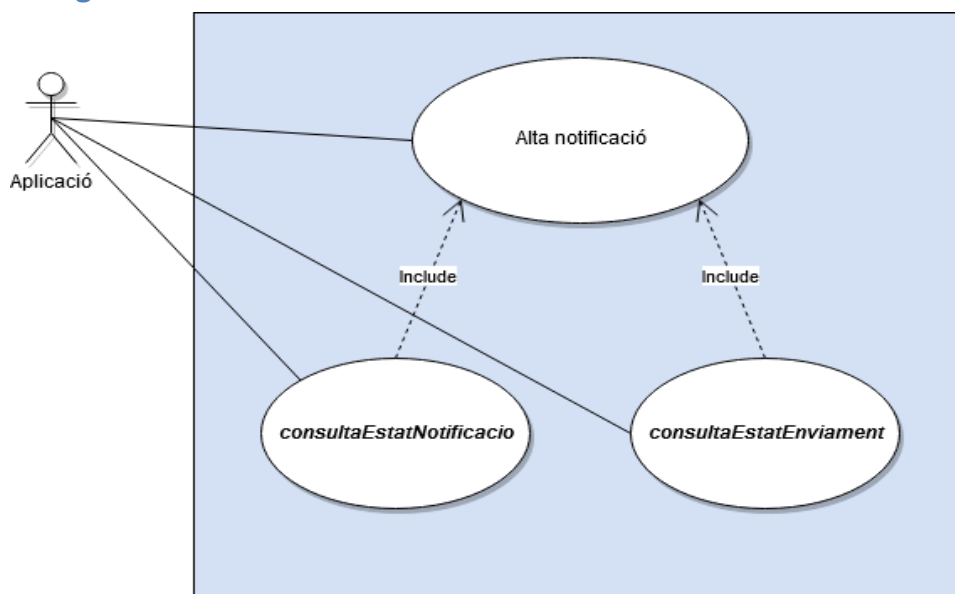 Alta notificació
Aplicació
Include
Include
consultaEstatNotificacio
consultaEstatEnviament